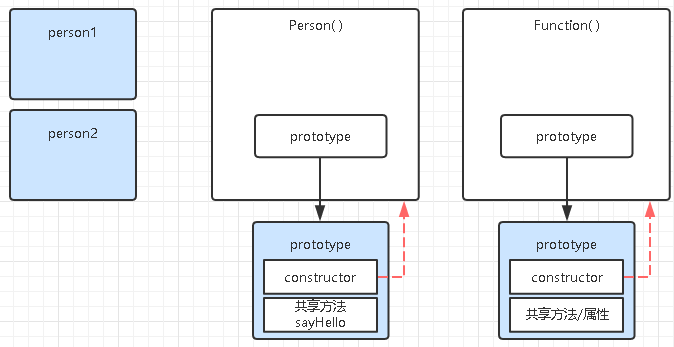 person1
person2
Person( )
prototype
prototype
constructor
共享方法
sayHello
Function( )
prototype
prototype
constructor
共享方法/属性